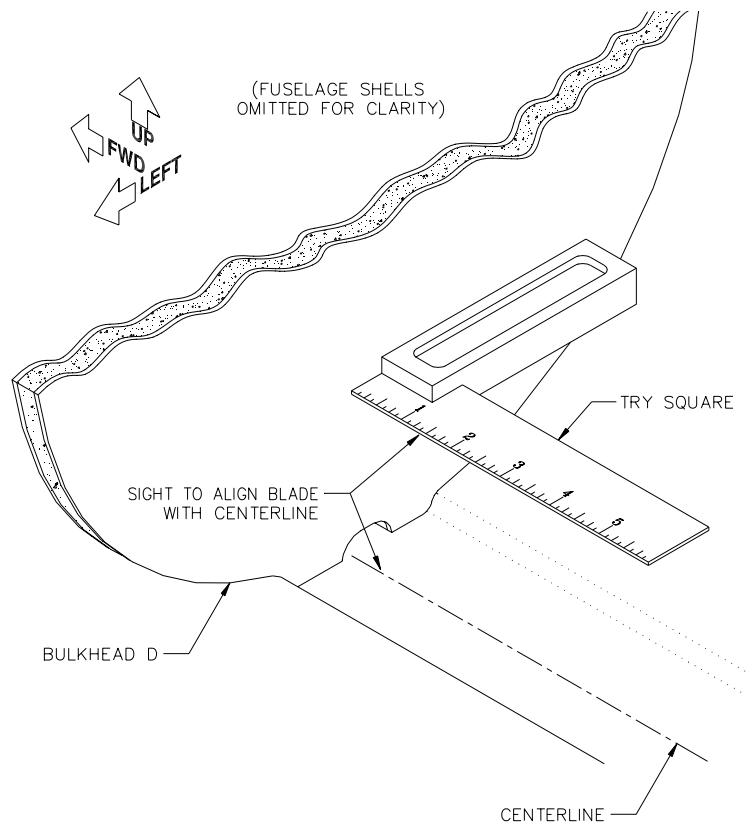 (FUSELAGE SHELLS
OMITTED FOR CLARITY)
UP
FWD
LEFT
1
2
3
4
5
TRY SQUARE
SIGHT TO ALIGN BLADE
WITH CENTERLINE
BULKHEAD D
CENTERLINE